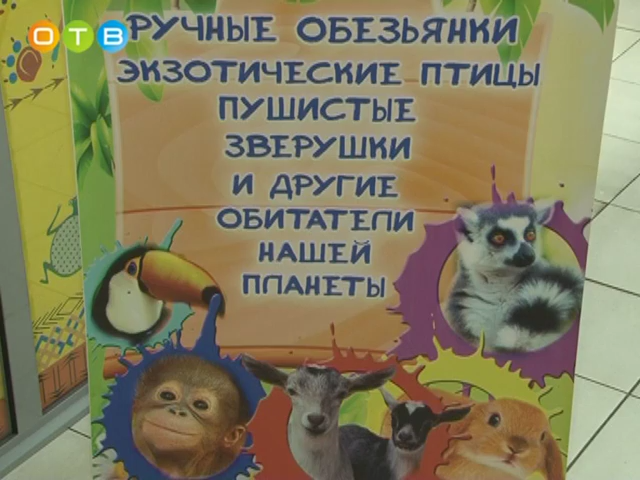 ОТВ
РУЧНЫЕ ОБЕЗЬЯНКИ
ЭКЗОТИЧЕСКИЕ ПТИЦЫ
ПУШИСТЫЕ
ЗВЕРУШКИ
И ДРУГИЕ
ОБИТАТЕЛИ
НАШЕЙ
ПЛАНЕТЫ